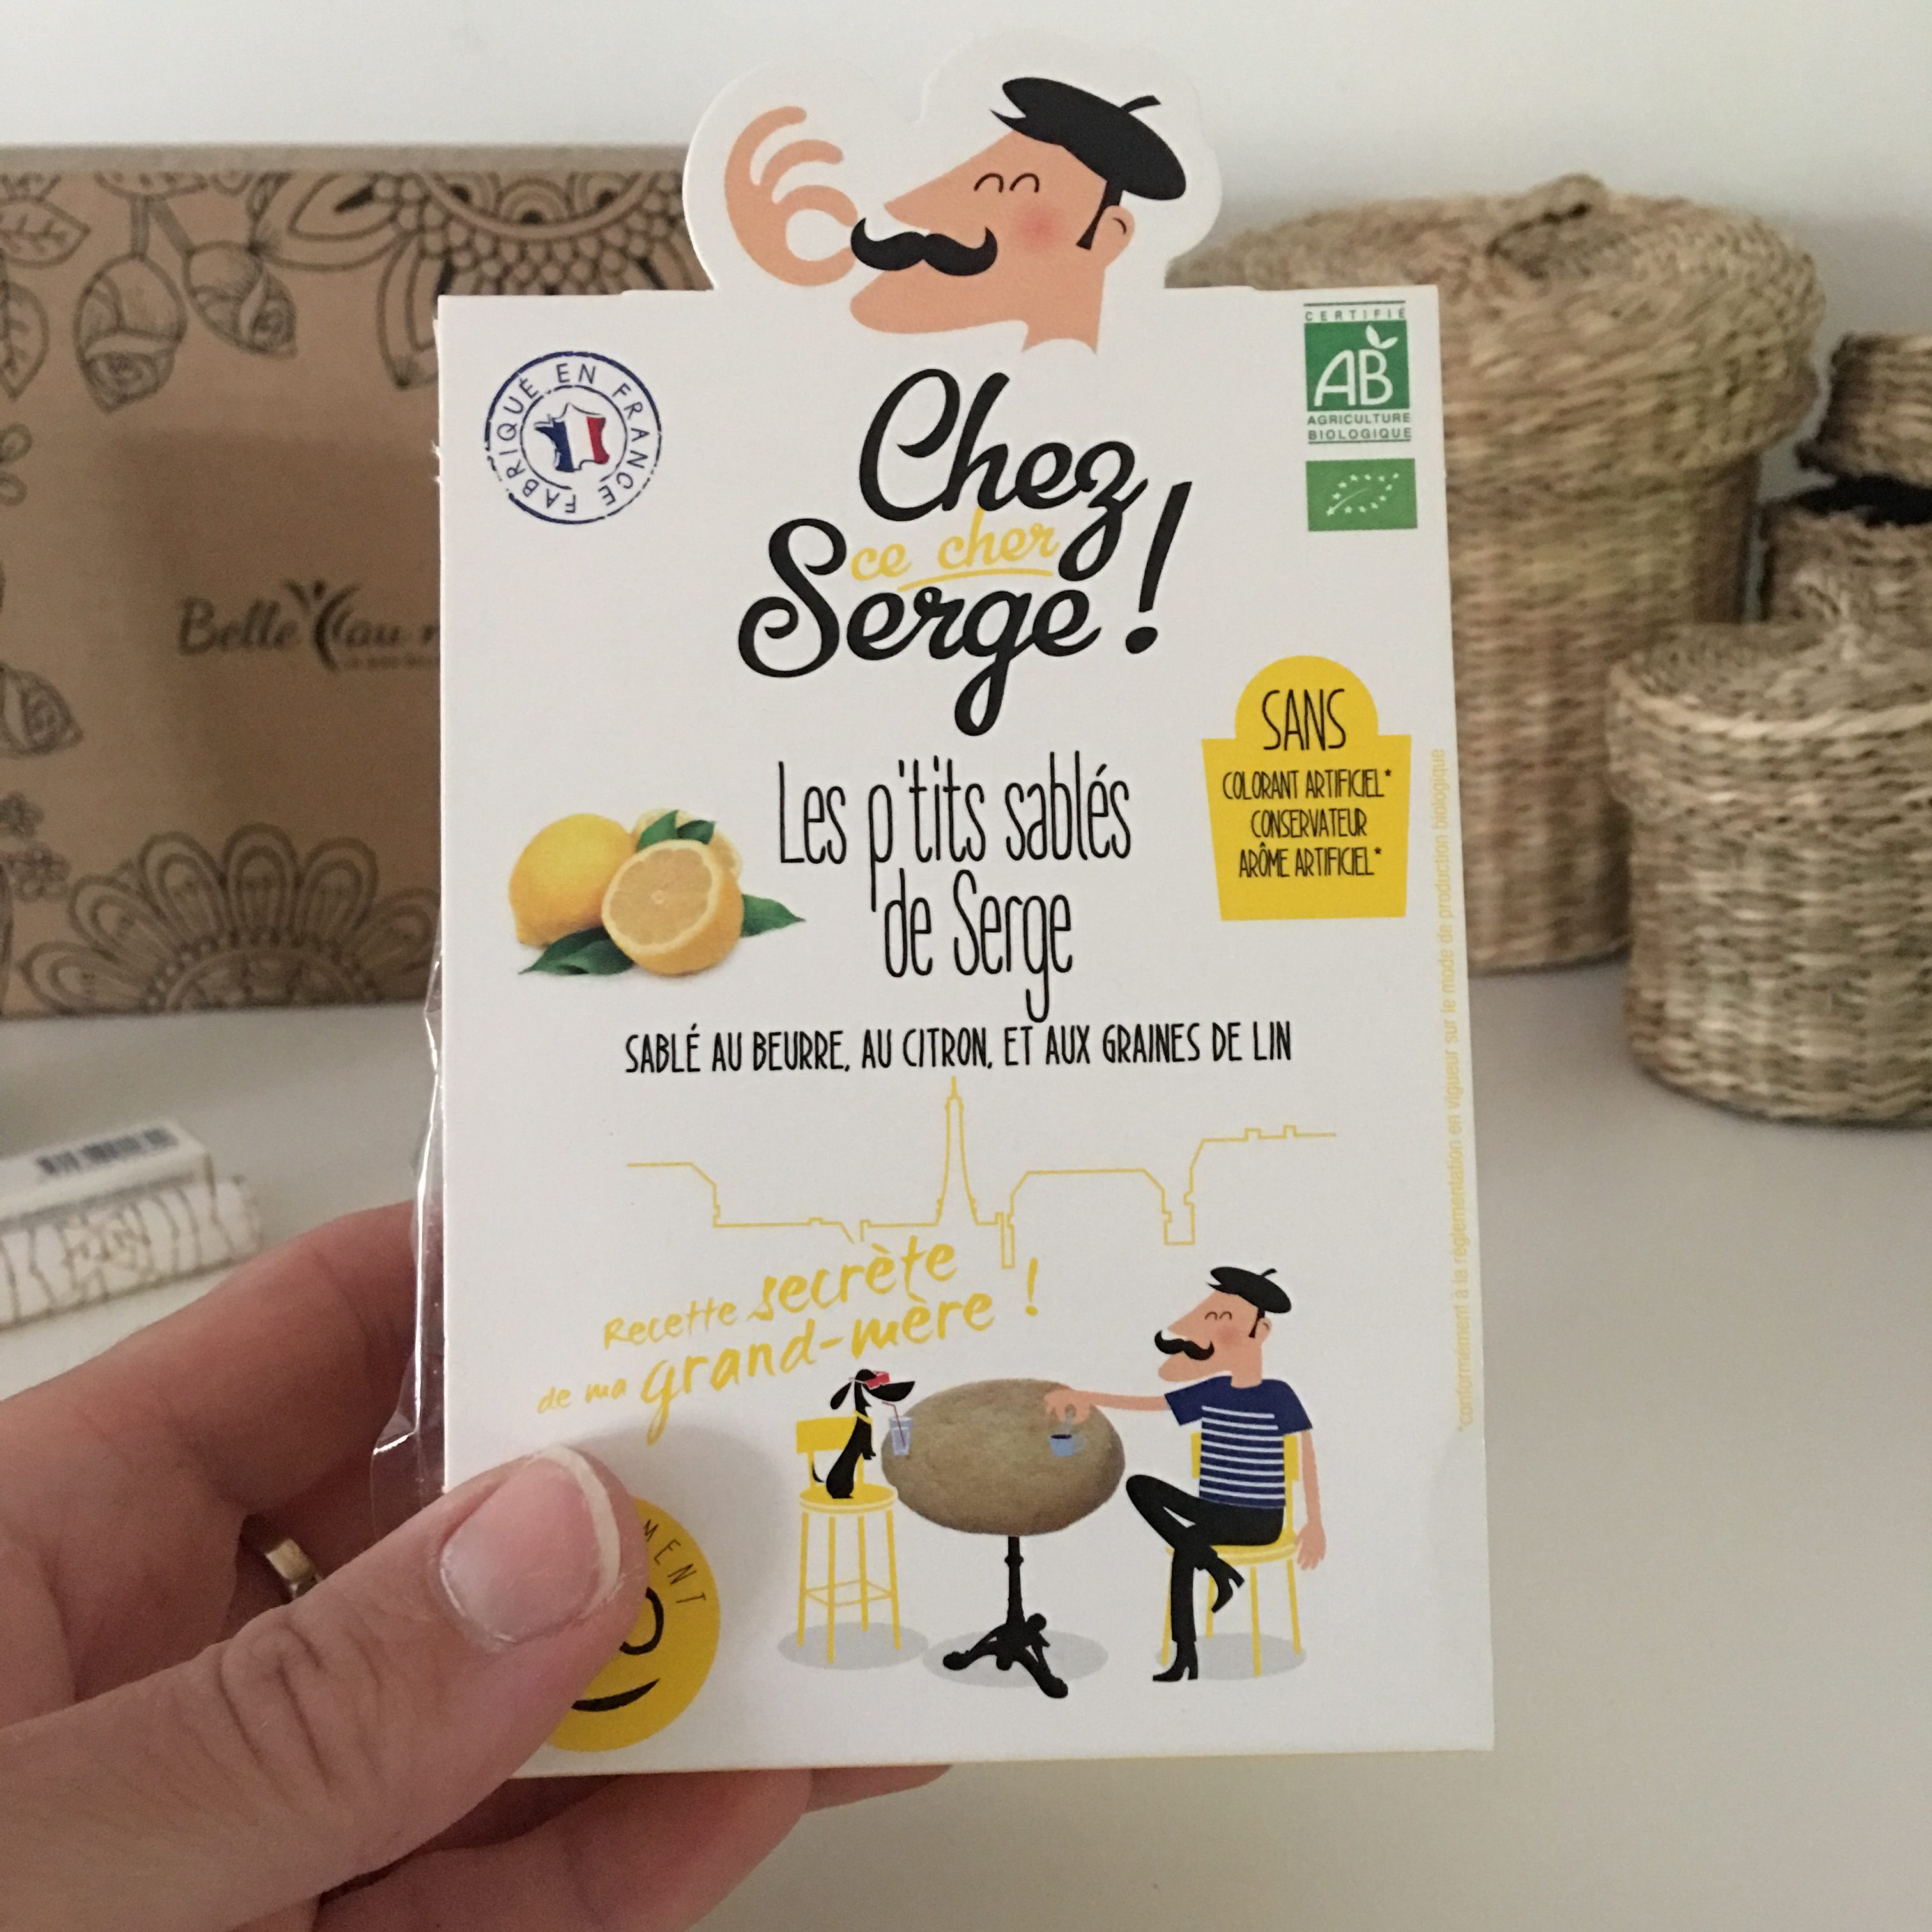 FABRIQUÉ EN FRANCE
CERTIFIÉ
AB
AGRICULTURE
BIOLOGIQUE
Chez
ce cher
Serge !
Les p'tits sablés
de Serge
SANS
COLORANT ARTIFICIEL*
CONSERVATEUR
ARÔME ARTIFICIEL*
SABLÉ AU BEURRE, AU CITRON, ET AUX GRAINES DE LIN
Recette secrète
de ma grand-mère !
*conformément à la réglementation en vigueur sur le mode de production biologique
Belle au